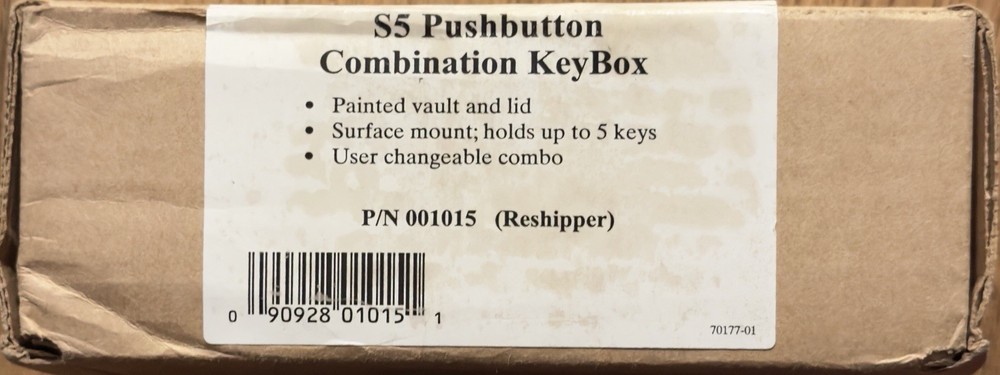 S5 Pushbutton
Combination KeyBox
• Painted vault and lid
• Surface mount; holds up to 5 keys
• User changeable combo
P/N 001015 (Reshipper)
0 90928 01015 1
70177-01